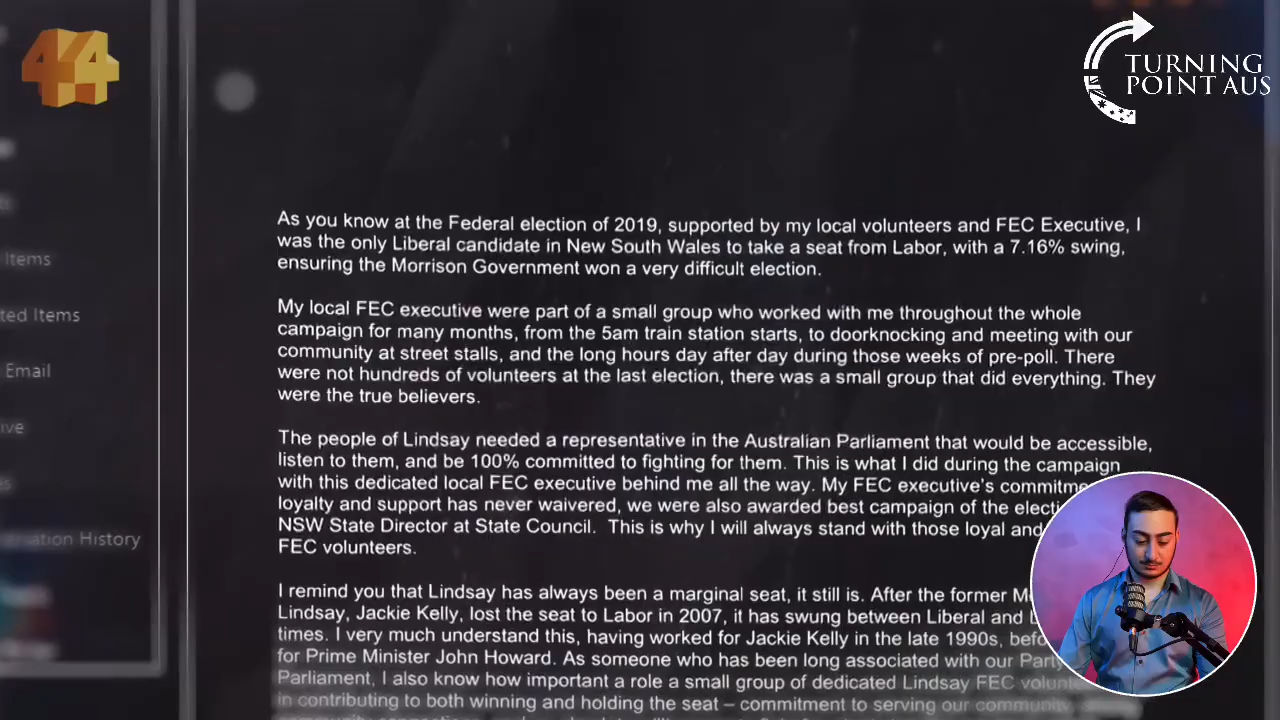 44
TURNING
POINT AUS
As you know at the Federal election of 2019, supported by my local volunteers and FEC Executive, I
was the only Liberal candidate in New South Wales to take a seat from Labor, with a 7.16% swing,
ensuring the Morrison Government won a very difficult election.
Items
ted Items
Email
My local FEC executive were part of a small group who worked with me throughout the whole
campaign for many months, from the 5am train station starts, to doorknocking and meeting with our
community at street stalls, and the long hours day after day during those weeks of pre-poll. There
were not hundreds of volunteers at the last election, there was a small group that did everything. They
were the true believers.
ive
The people of Lindsay needed a representative in the Australian Parliament that would be accessible,
listen to them, and be 100% committed to fighting for them. This is what I did during the campaign
with this dedicated local FEC executive behind me all the way. My FEC executive's commitme
loyalty and support has never waivered, we were also awarded best campaign of the electi
NSW State Director at State Council. This is why I will always stand with those loyal and
FEC volunteers.
History
I remind you that Lindsay has always been a marginal seat, it still is. After the former M
Lindsay, Jackie Kelly, lost the seat to Labor in 2007, it has swung between Liberal and
times. I very much understand this, having worked for Jackie Kelly in the late 1990s, befo
for Prime Minister John Howard. As someone who has been long associated with our Party
Parliament, I also know how important a role a small group of dedicated Lindsay FEC volunte
in contributing to both winning and holding the seat – commitment to serving our community,